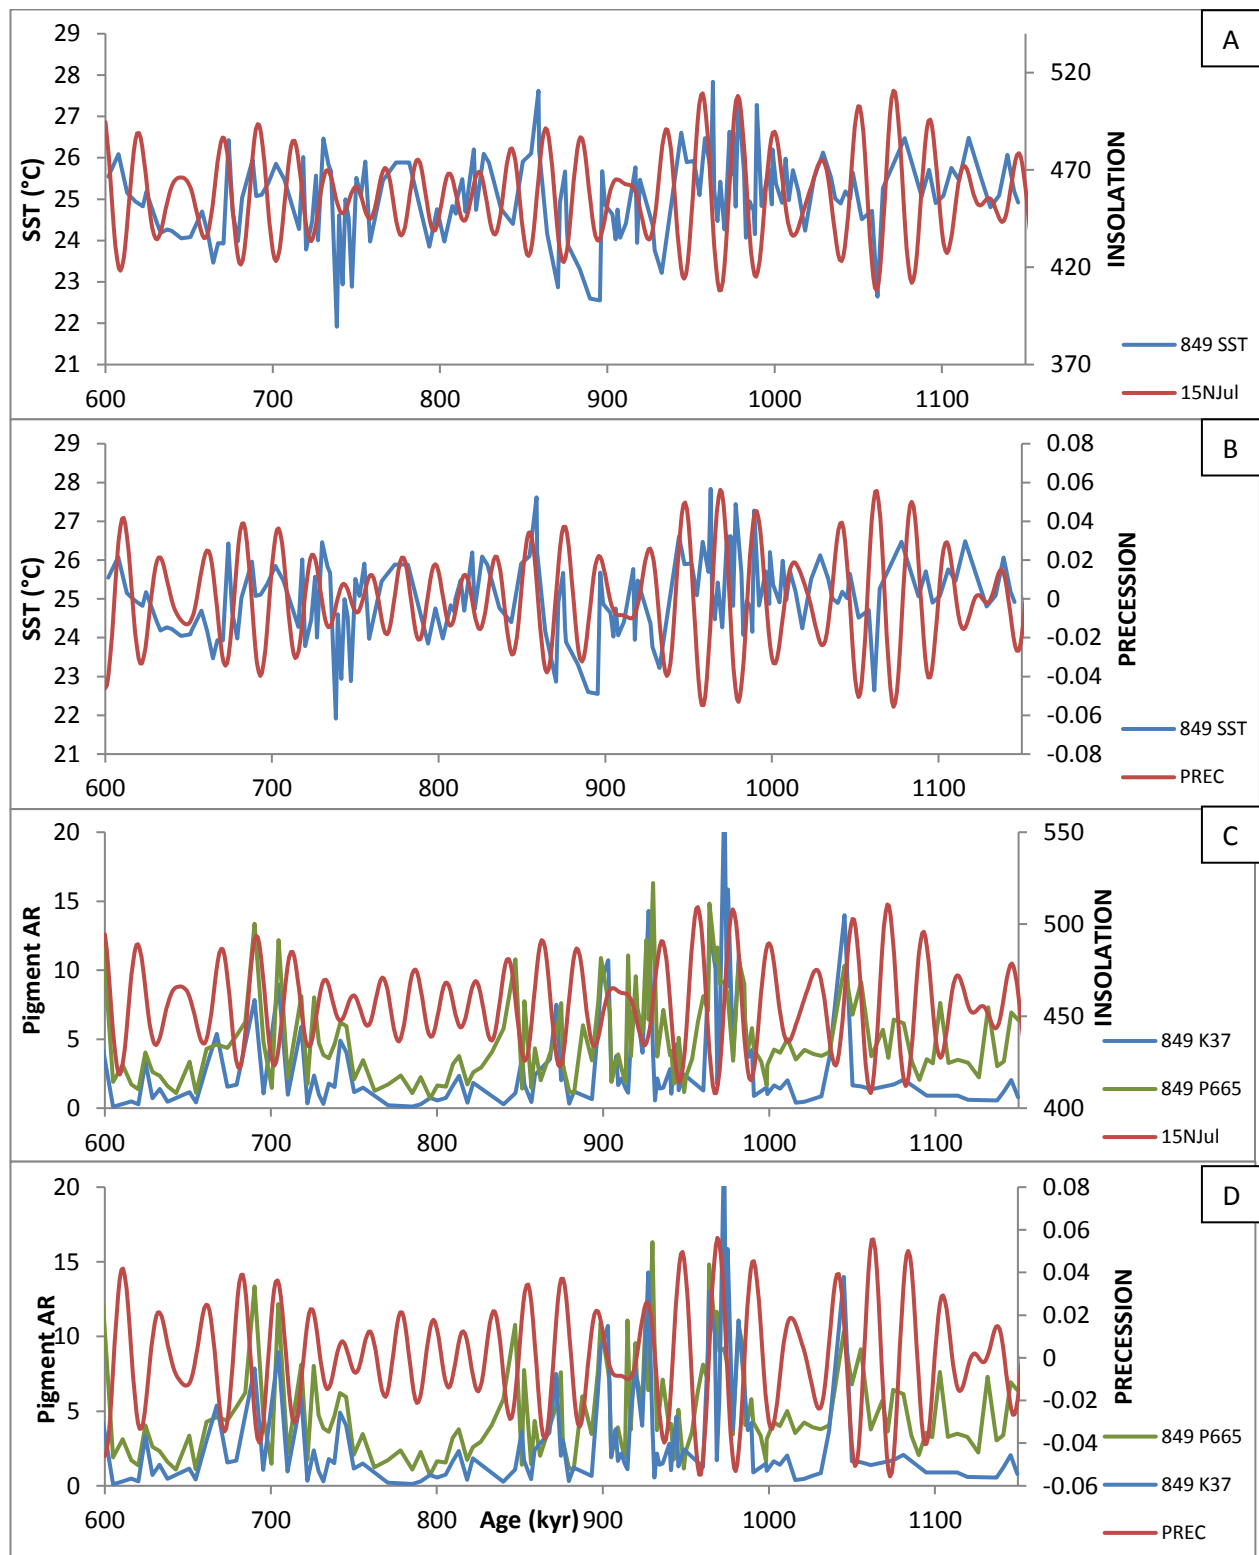 A
29
28
27
26
25
24
23
22
21
SST (°C)
520
470
420
370
INSOLATION
849 SST
15NJul
600 700 800 900 1000 1100
B
29
28
27
26
25
24
23
22
21
SST (°C)
0.08
0.06
0.04
0.02
0
-0.02
-0.04
-0.06
-0.08
PRECESSION
849 SST
PREC
600 700 800 900 1000 1100
C
20
15
10
5
0
Pigment AR
550
500
450
400
INSOLATION
849 K37
849 P665
15NJul
600 700 800 900 1000 1100
D
20
15
10
5
0
Pigment AR
0.08
0.06
0.04
0.02
0
-0.02
-0.04
-0.06
PRECESSION
849 P665
849 K37
PREC
600 700 800 900 1000 1100
Age (kyr)